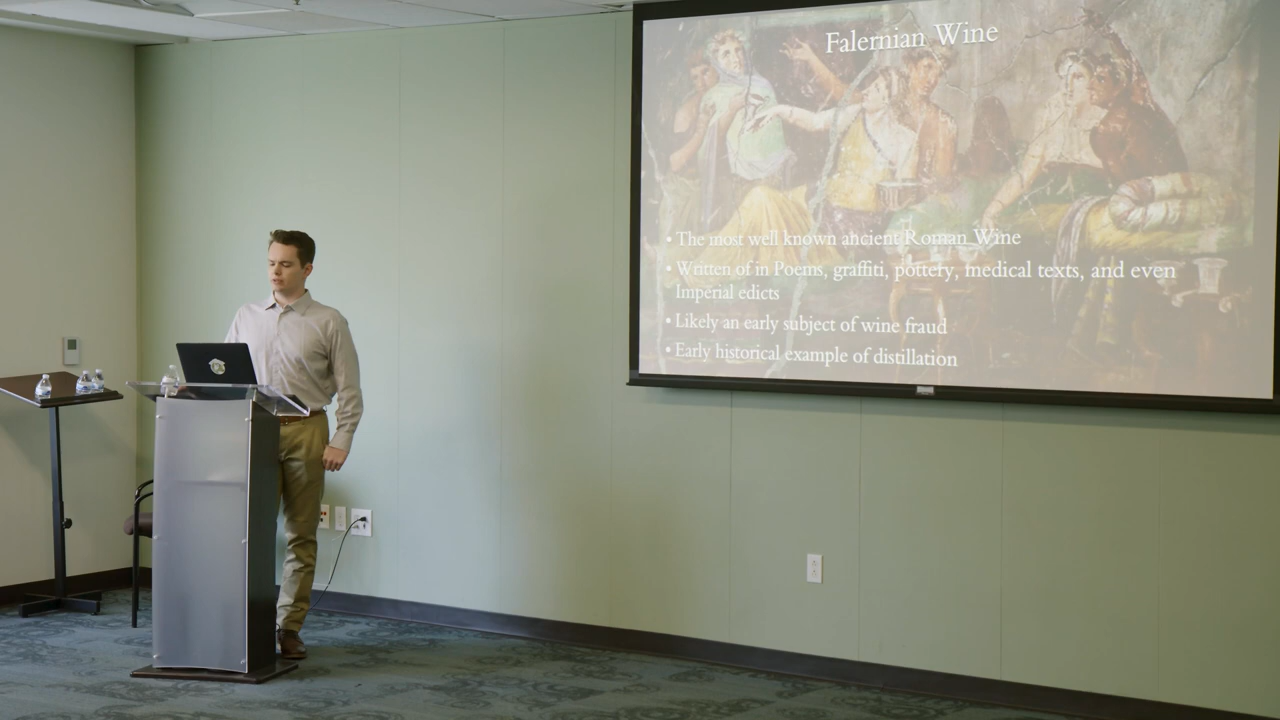 Falernian Wine
• The most well known ancient Roman Wine
• Written of in Poems, graffiti, pottery, medical texts, and even
Imperial edicts
• Likely an early subject of wine fraud
• Early historical example of distillation